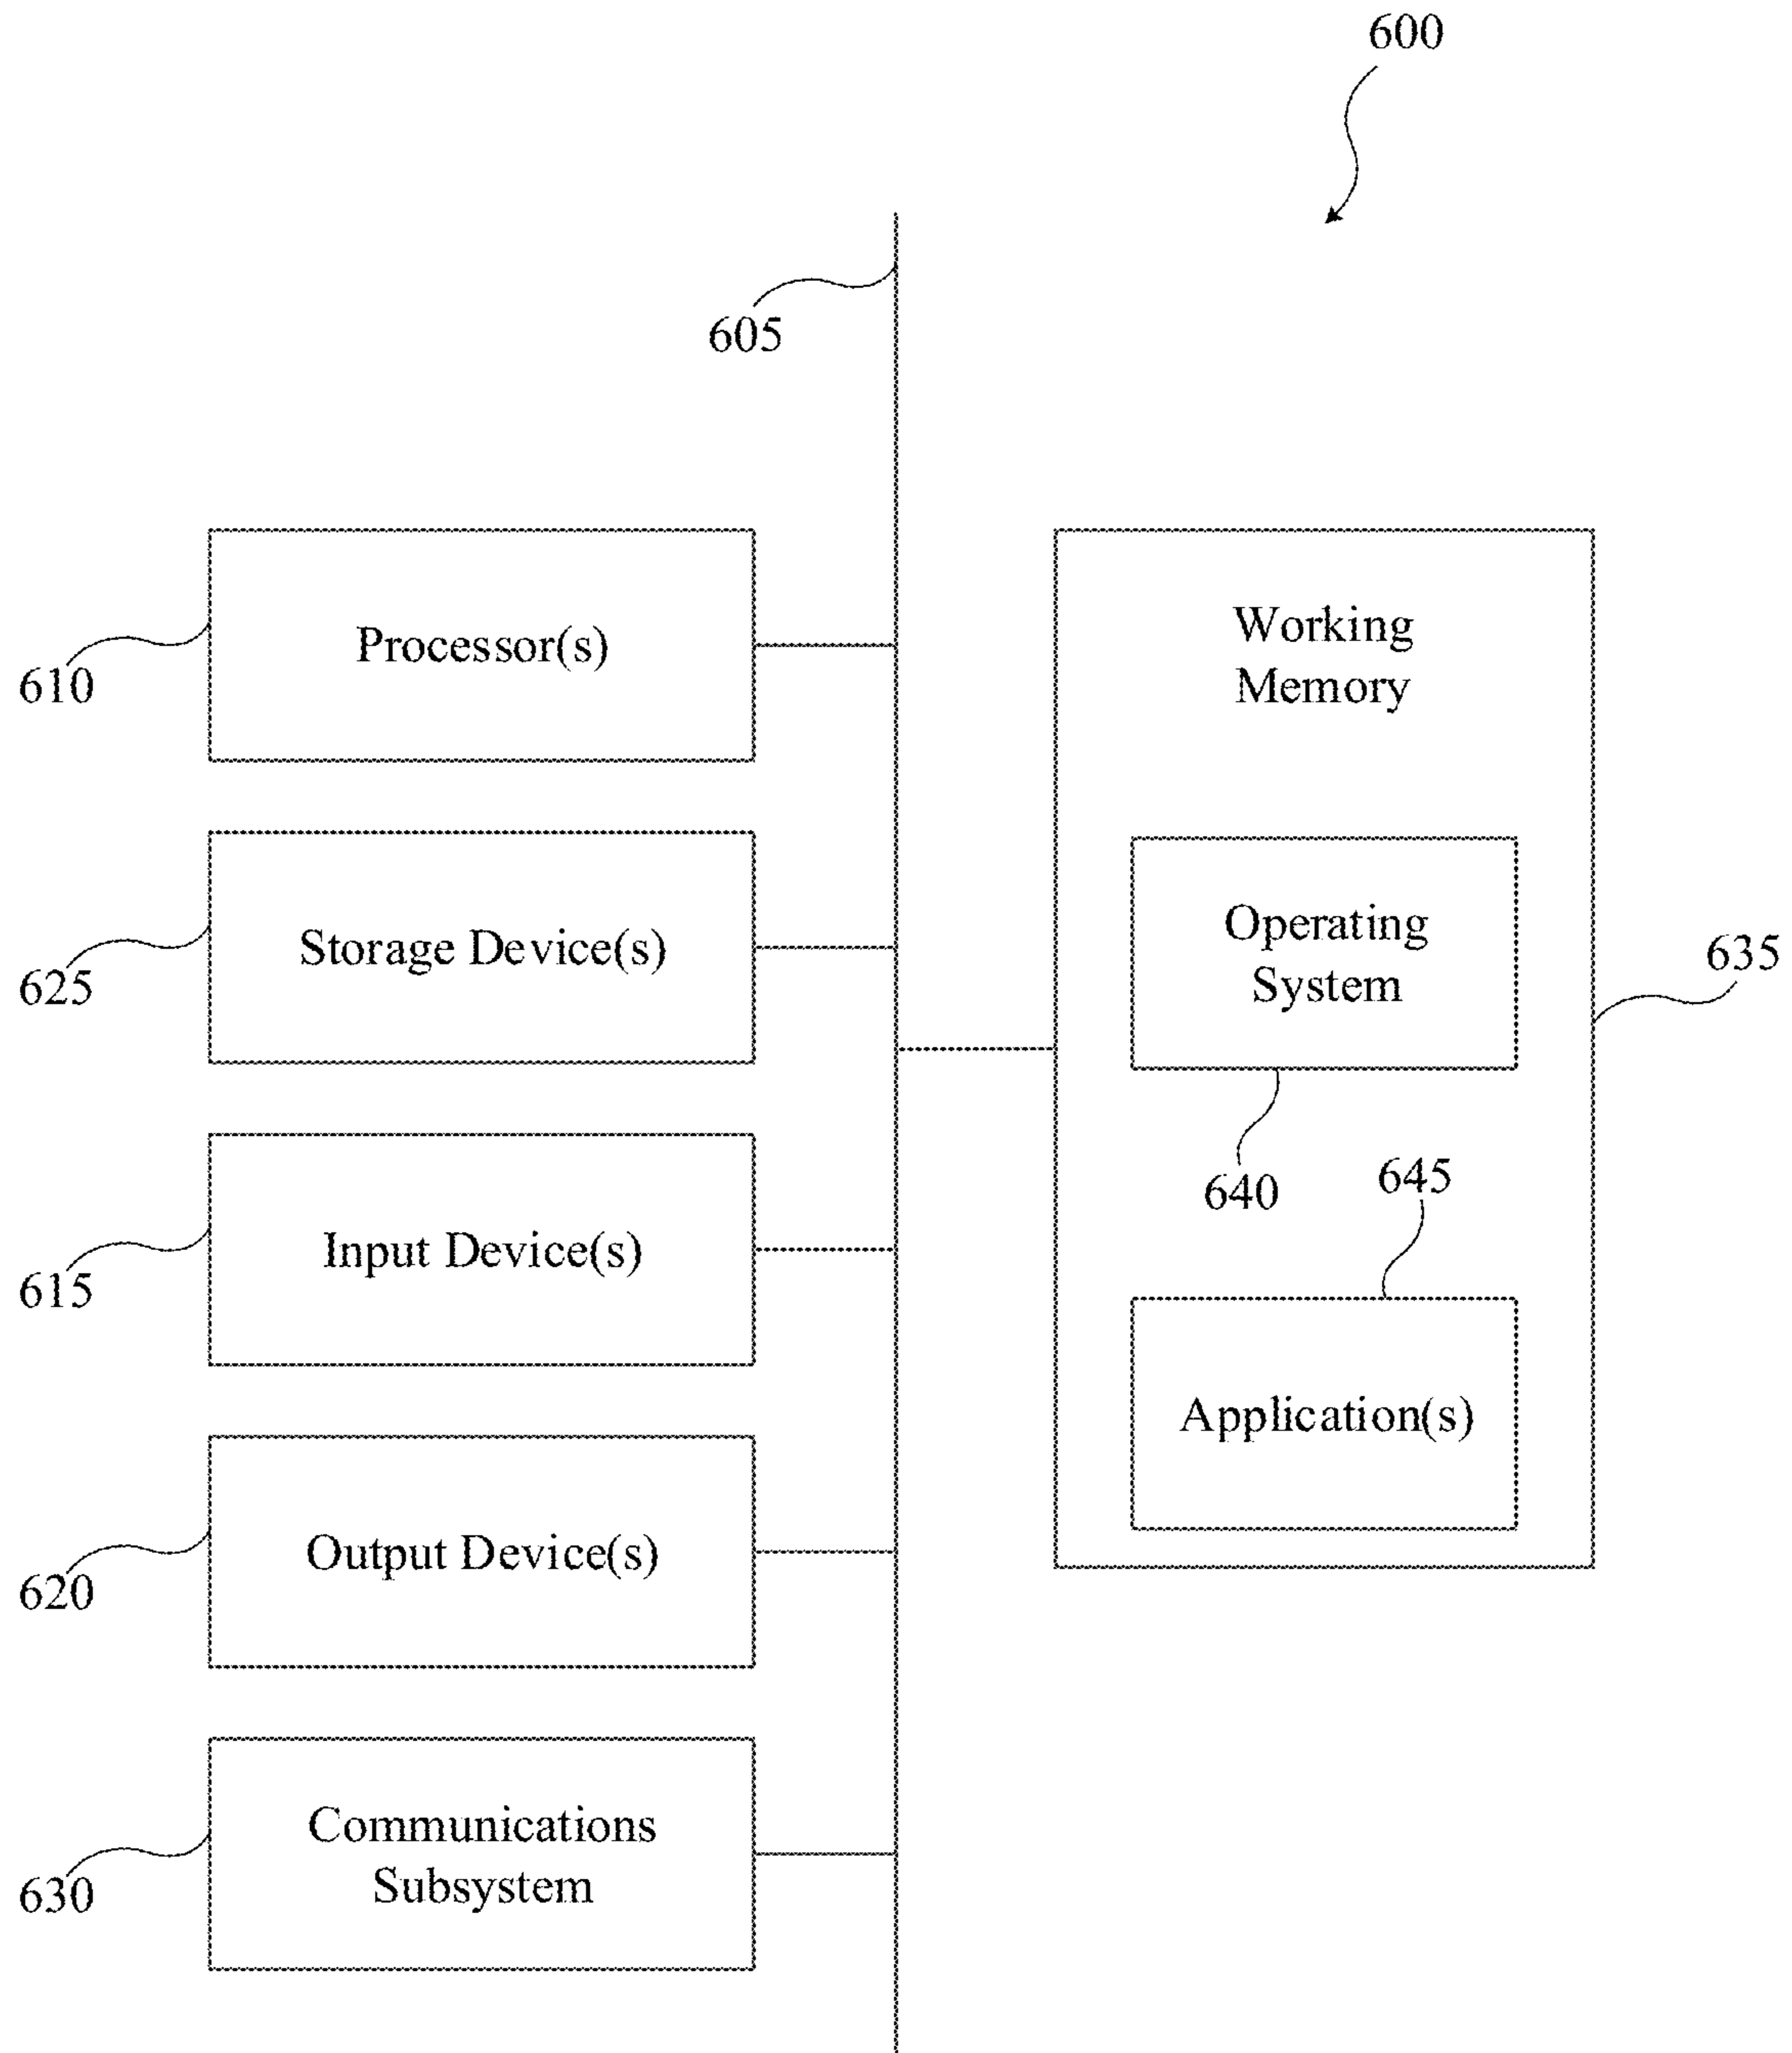 600
605
Processor(s)
610
Storage Device(s)
625
Input Device(s)
615
Output Device(s)
620
Communications
Subsystem
630
Working
Memory
Operating
System
635
640
645
Application(s)